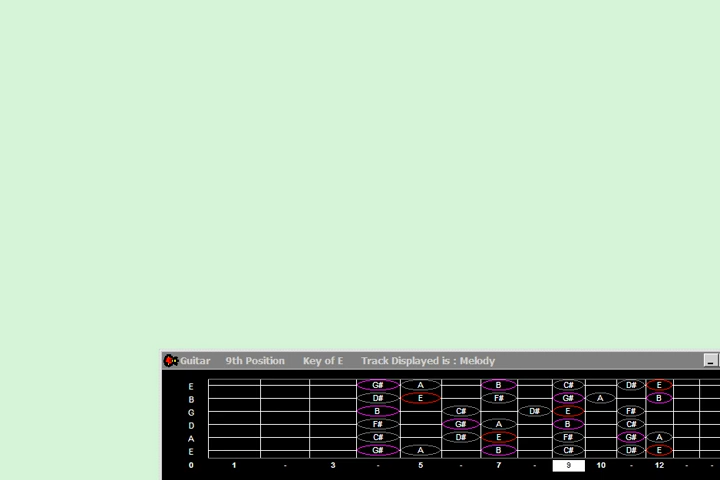 Guitar 9th Position Key of E Track Displayed is : Melody
E G# A B C# D# E
B D# E F# G# A B
G B C# D# E F#
D F# G# A B C#
A C# D# E F# G# A
E G# A B C# D# E
0 1 - 3 - 5 - 7 - 9 10 - 12 - -